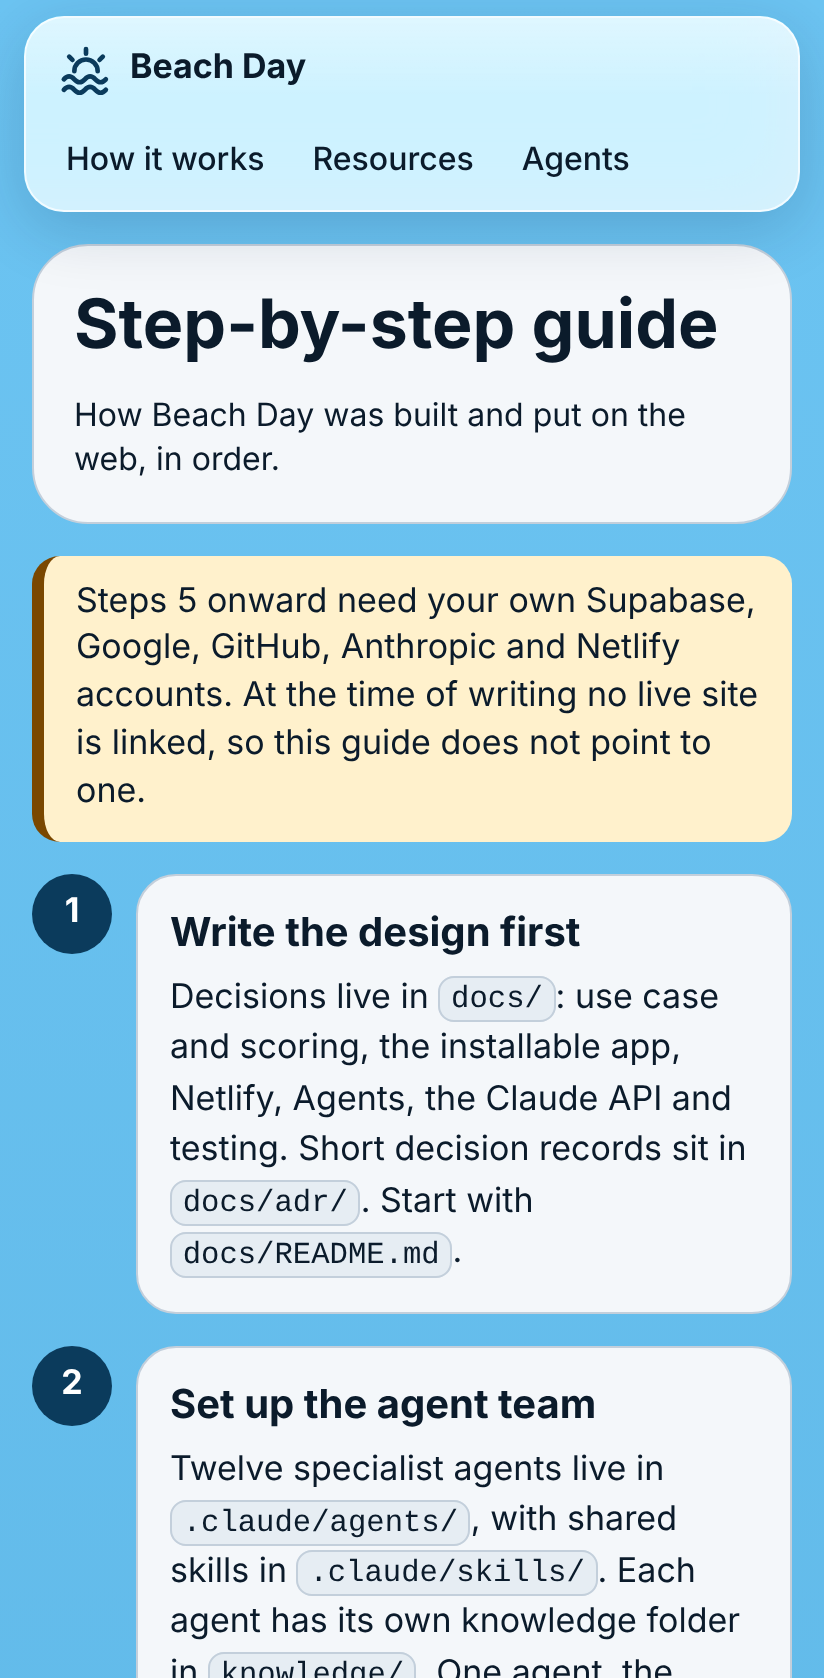 Beach Day
How it works Resources Agents
Step-by-step guide
How Beach Day was built and put on the
web, in order.
Steps 5 onward need your own Supabase,
Google, GitHub, Anthropic and Netlify
accounts. At the time of writing no live site
is linked, so this guide does not point to
one.
1
Write the design first
Decisions live in docs/: use case
and scoring, the installable app,
Netlify, Agents, the Claude API and
testing. Short decision records sit in
docs/adr/. Start with
docs/README.md.
2
Set up the agent team
Twelve specialist agents live in
.claude/agents/, with shared
skills in .claude/skills/. Each
agent has its own knowledge folder
in knowledge/. One agent, the